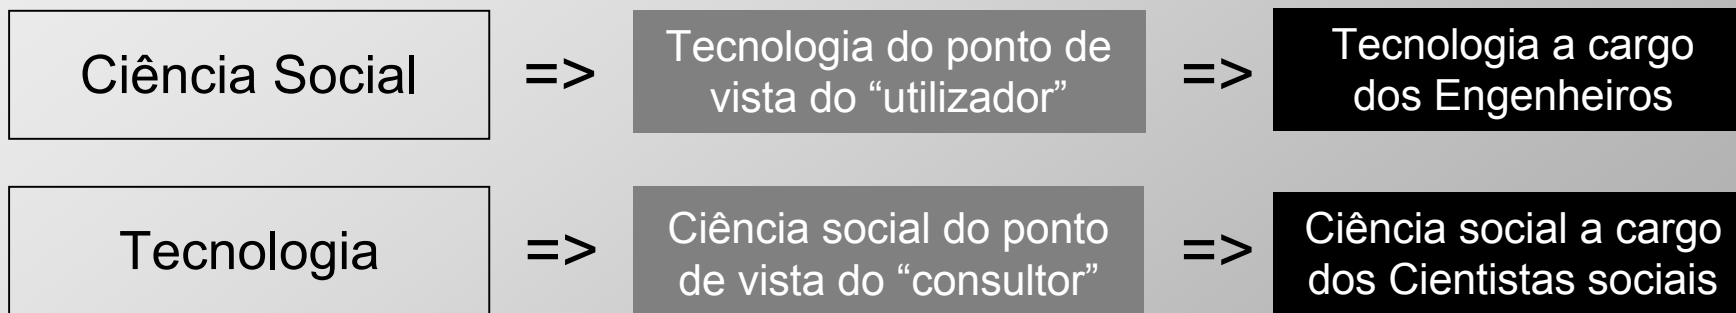 Ciência Social
=>
Tecnologia do ponto de
vista do “utilizador”
=>
Tecnologia a cargo
dos Engenheiros
Tecnologia
=>
Ciência social do ponto
de vista do “consultor”
=>
Ciência social a cargo
dos Cientistas sociais